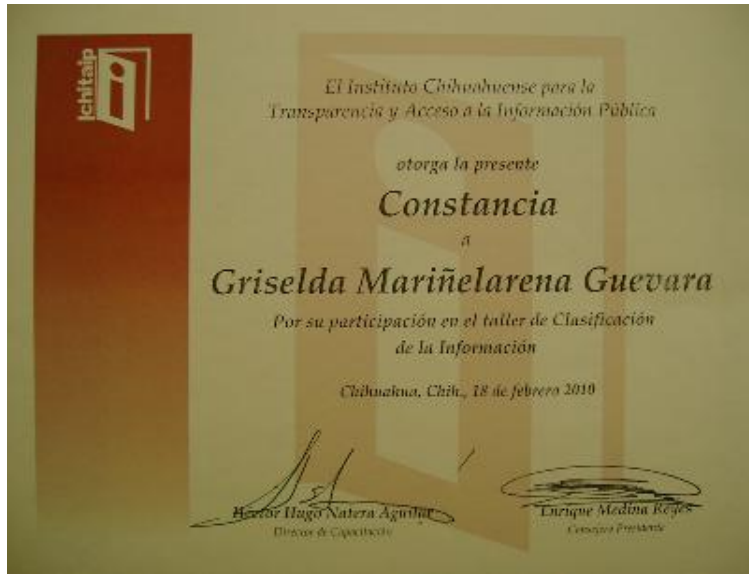 Ichitaip
El Instituto Chihuahuense para la
Transparencia y Acceso a la Información Pública
otorga la presente
Constancia
a
Griselda Mariñelarena Guevara
Por su participación en el taller de Clasificación
de la Información
Chihuahua, Chih., 18 de febrero 2010
Héctor Hugo Natera Aguilar
Director de Capacitación
Enrique Medina Reyes
Consejero Presidente